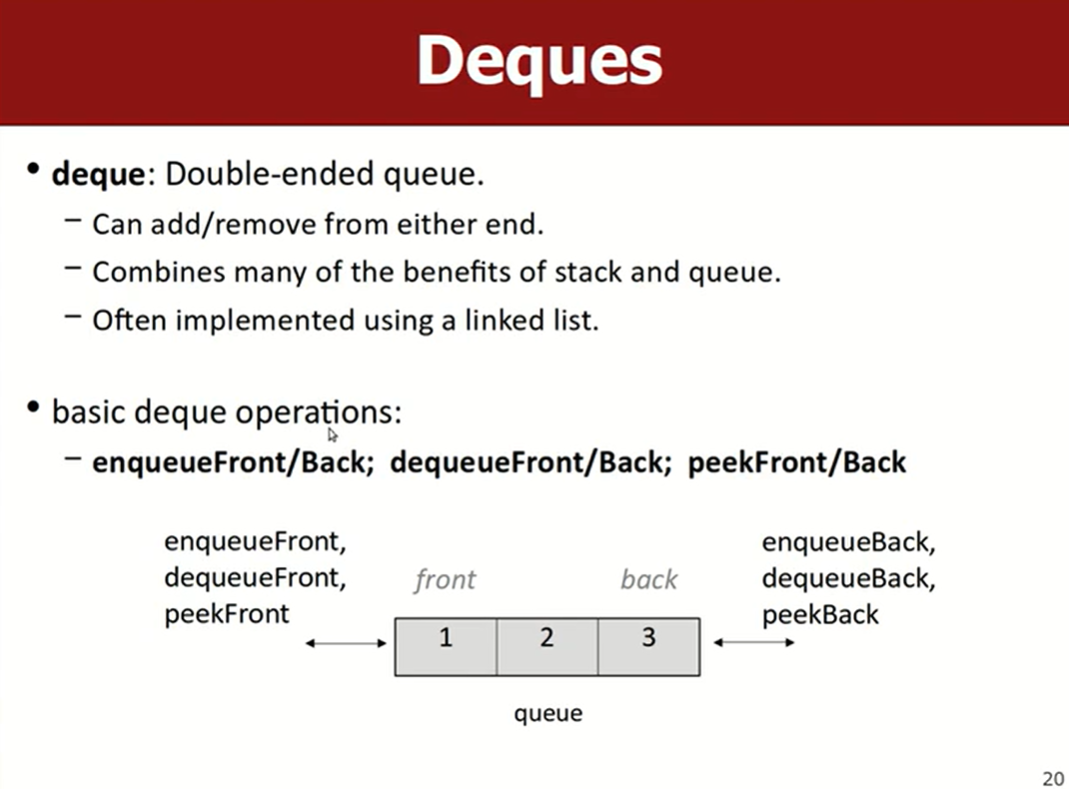 Deques
• deque: Double-ended queue.
– Can add/remove from either end.
– Combines many of the benefits of stack and queue.
– Often implemented using a linked list.
• basic deque operations:
– enqueueFront/Back; dequeueFront/Back; peekFront/Back
enqueueFront,
dequeueFront,
peekFront
front back
enqueueBack,
dequeueBack,
peekBack
1 2 3
queue
20